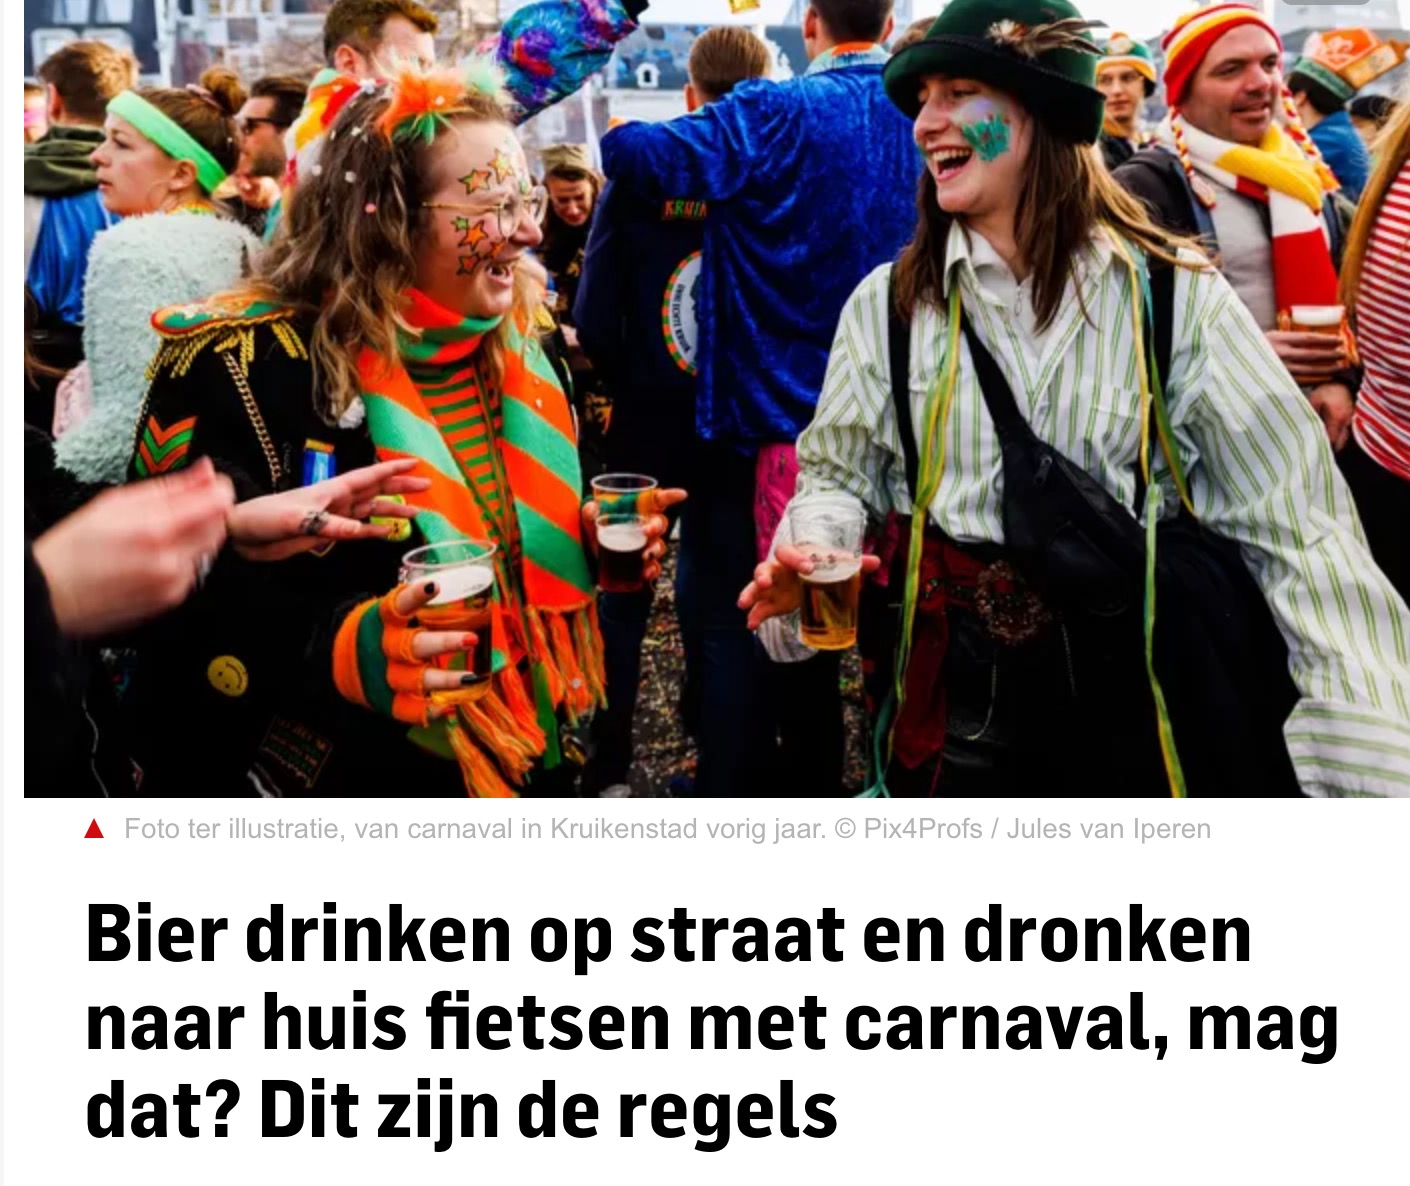 KRUIK
Foto ter illustratie, van carnaval in Kruikenstad vorig jaar. © Pix4Profs / Jules van Iperen
Bier drinken op straat en dronken
naar huis fietsen met carnaval, mag
dat? Dit zijn de regels